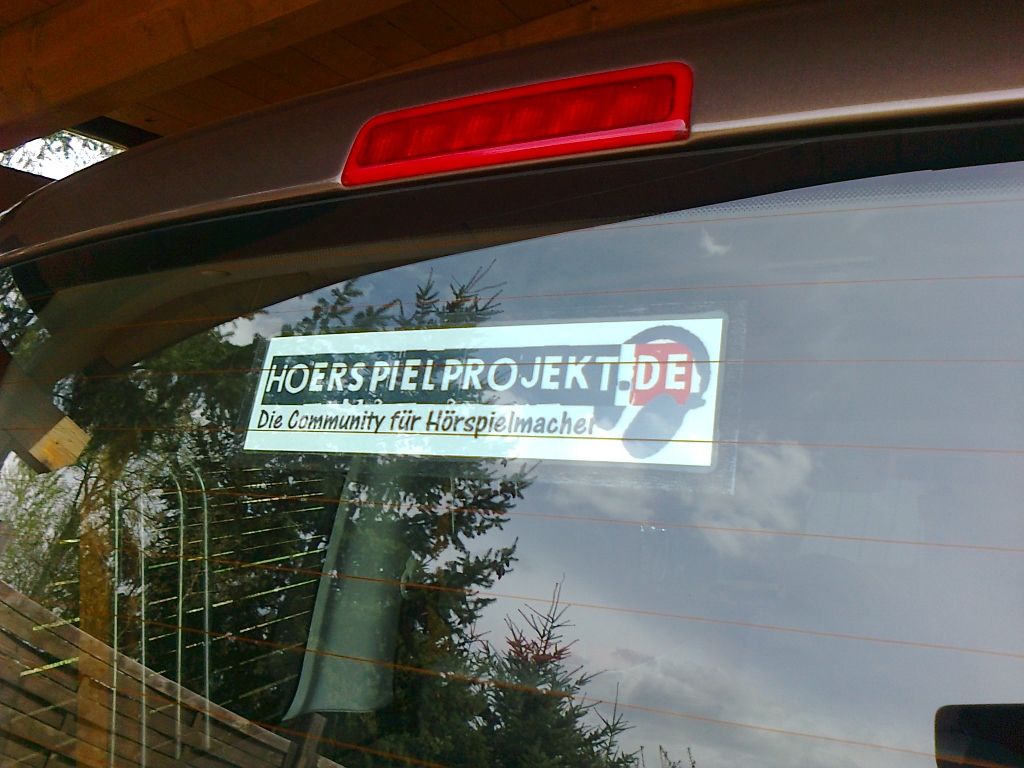 HOERSPIELPROJEKT.DE
Die Community für Hörspielmacher